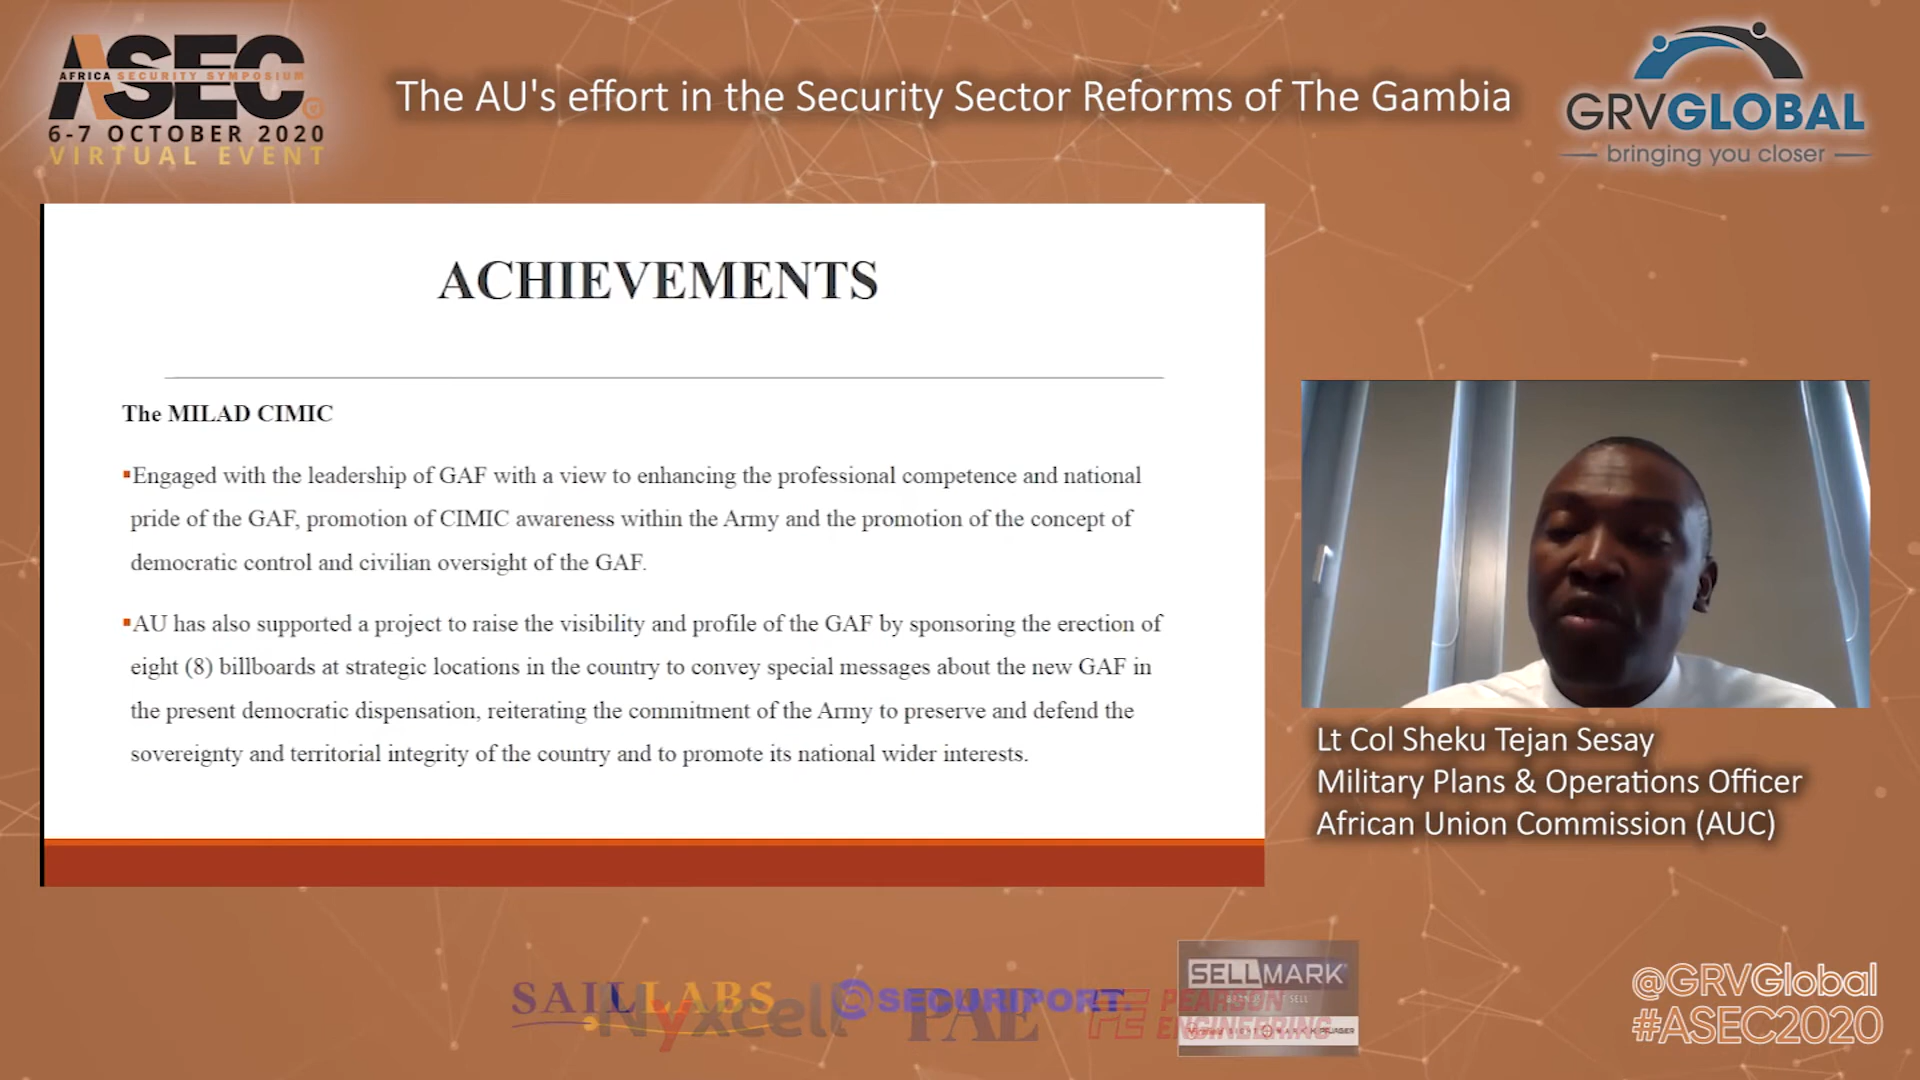 ASEC
AFRICA SECURITY SYMPOSIUM
6-7 OCTOBER 2020
VIRTUAL EVENT
The AU's effort in the Security Sector Reforms of The Gambia
GRVGLOBAL
bringing you closer
ACHIEVEMENTS
The MILAD CIMIC
▪Engaged with the leadership of GAF with a view to enhancing the professional competence and national
pride of the GAF, promotion of CIMIC awareness within the Army and the promotion of the concept of
democratic control and civilian oversight of the GAF.
▪AU has also supported a project to raise the visibility and profile of the GAF by sponsoring the erection of
eight (8) billboards at strategic locations in the country to convey special messages about the new GAF in
the present democratic dispensation, reiterating the commitment of the Army to preserve and defend the
sovereignty and territorial integrity of the country and to promote its national wider interests.
Lt Col Sheku Tejan Sesay
Military Plans & Operations Officer
African Union Commission (AUC)
SAIL LABS
Nyxcell
SECURIPORT
PAE
PEARSON
ENGINEERING
SELLMARK
@GRVGlobal
#ASEC2020